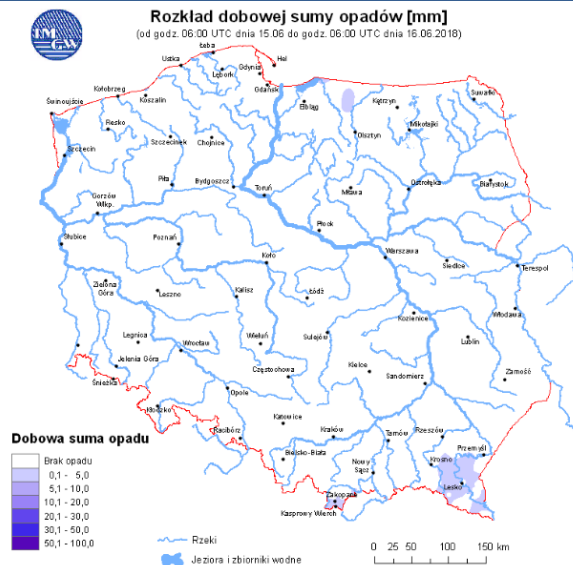 IM
GW
Rozkład dobowej sumy opadów [mm]
(od godz. 06:00 UTC dnia 15.06 do godz. 06:00 UTC dnia 16.06.2018)
Łeba
Ustka
Hel
Gdynia
Lębork
Gdańsk
Kołobrzeg
Koszalin
Elbląg
Kętrzyn
Suwałki
Świnoujście
Resko
Szczecinek
Chojnice
Olsztyn
Mikołajki
Szczecin
Piła
Bydgoszcz
Toruń
Mława
Ostrołęka
Białystok
Gorzów
Wlkp.
Płock
Słubice
Poznań
Koło
Warszawa
Siedlce
Terespol
Zielona
Góra
Leszno
Kalisz
Łódź
Kozienice
Włodawa
Legnica
Wrocław
Wieluń
Sulejów
Lublin
Jelenia Góra
Śnieżka
Częstochowa
Kielce
Sandomierz
Zamość
Opole
Kłodzko
Katowice
Racibórz
Kraków
Tarnów
Rzeszów
Przemyśl
Bielsko-Biała
Nowy
Sącz
Krosno
Lesko
Zakopane
Kasprowy Wierch
Dobowa suma opadu
Brak opadu
0,1 - 5,0
5,1 - 10,0
10,1 - 20,0
20,1 - 30,0
30,1 - 50,0
50,1 - 100,0
Rzeki
Jeziora i zbiorniki wodne
0 25 50 100 150 km